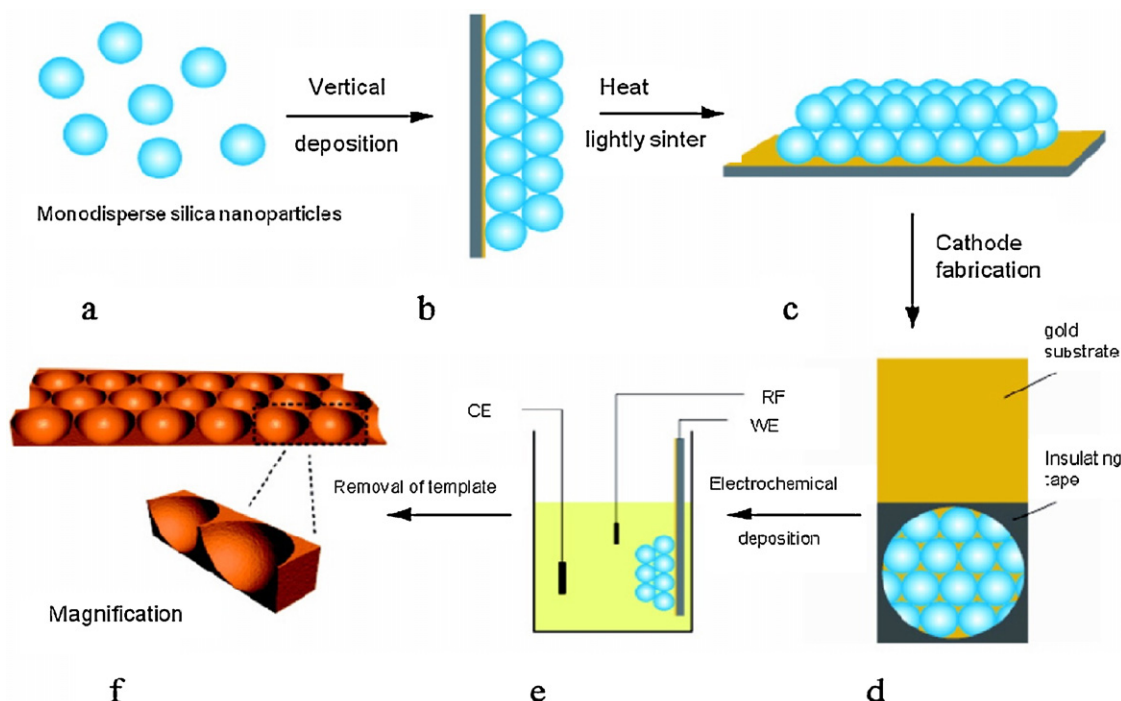 Vertical
deposition
Monodisperse silica nanoparticles
a
b
Heat
lightly sinter
c
Cathode
fabrication
gold
substrate
Insulating
tape
d
Electrochemical
deposition
CE
RF
WE
e
Removal of template
Magnification
f